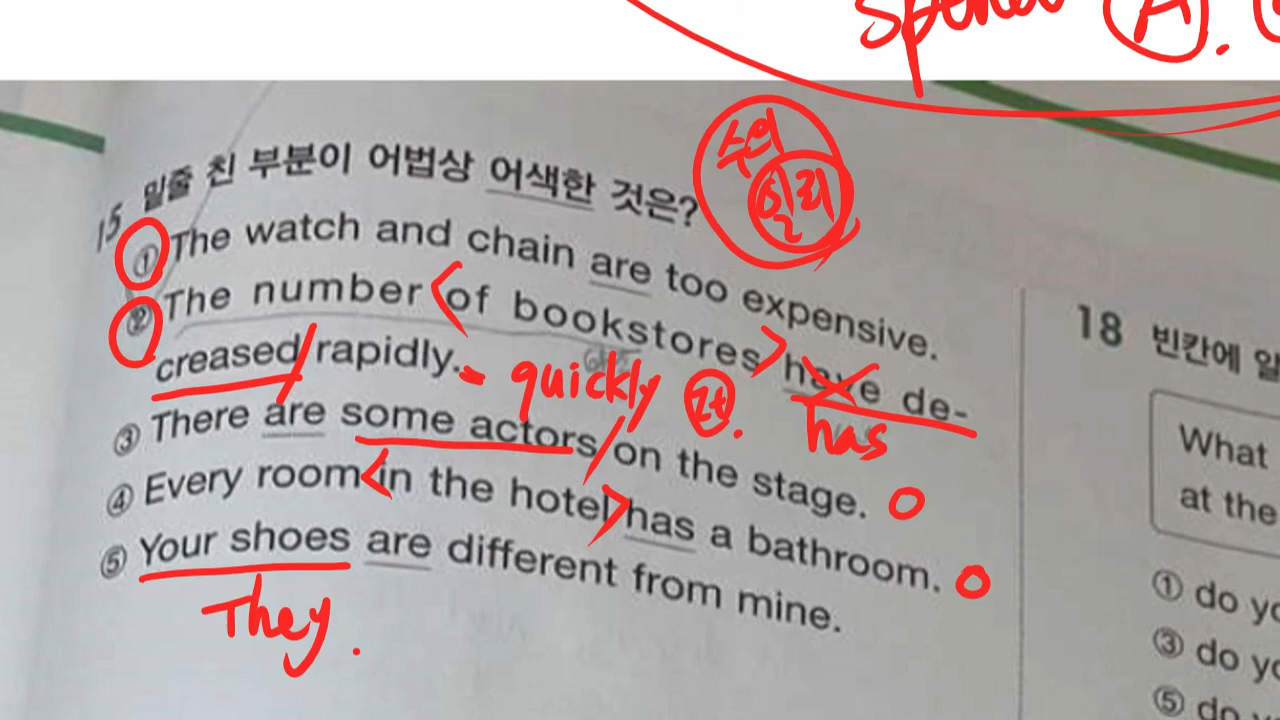 spend A.
15 밑줄 친 부분이 어법상 어색한 것은?
수의
일치
① The watch and chain are too expensive.
② The number of bookstores have de-
creased rapidly. = quickly
has
③ There are some actors on the stage.
④ Every room in the hotel has a bathroom.
⑤ Your shoes are different from mine.
They.
18 빈칸에 알
What
at the
① do yo
③ do yo
⑤ do